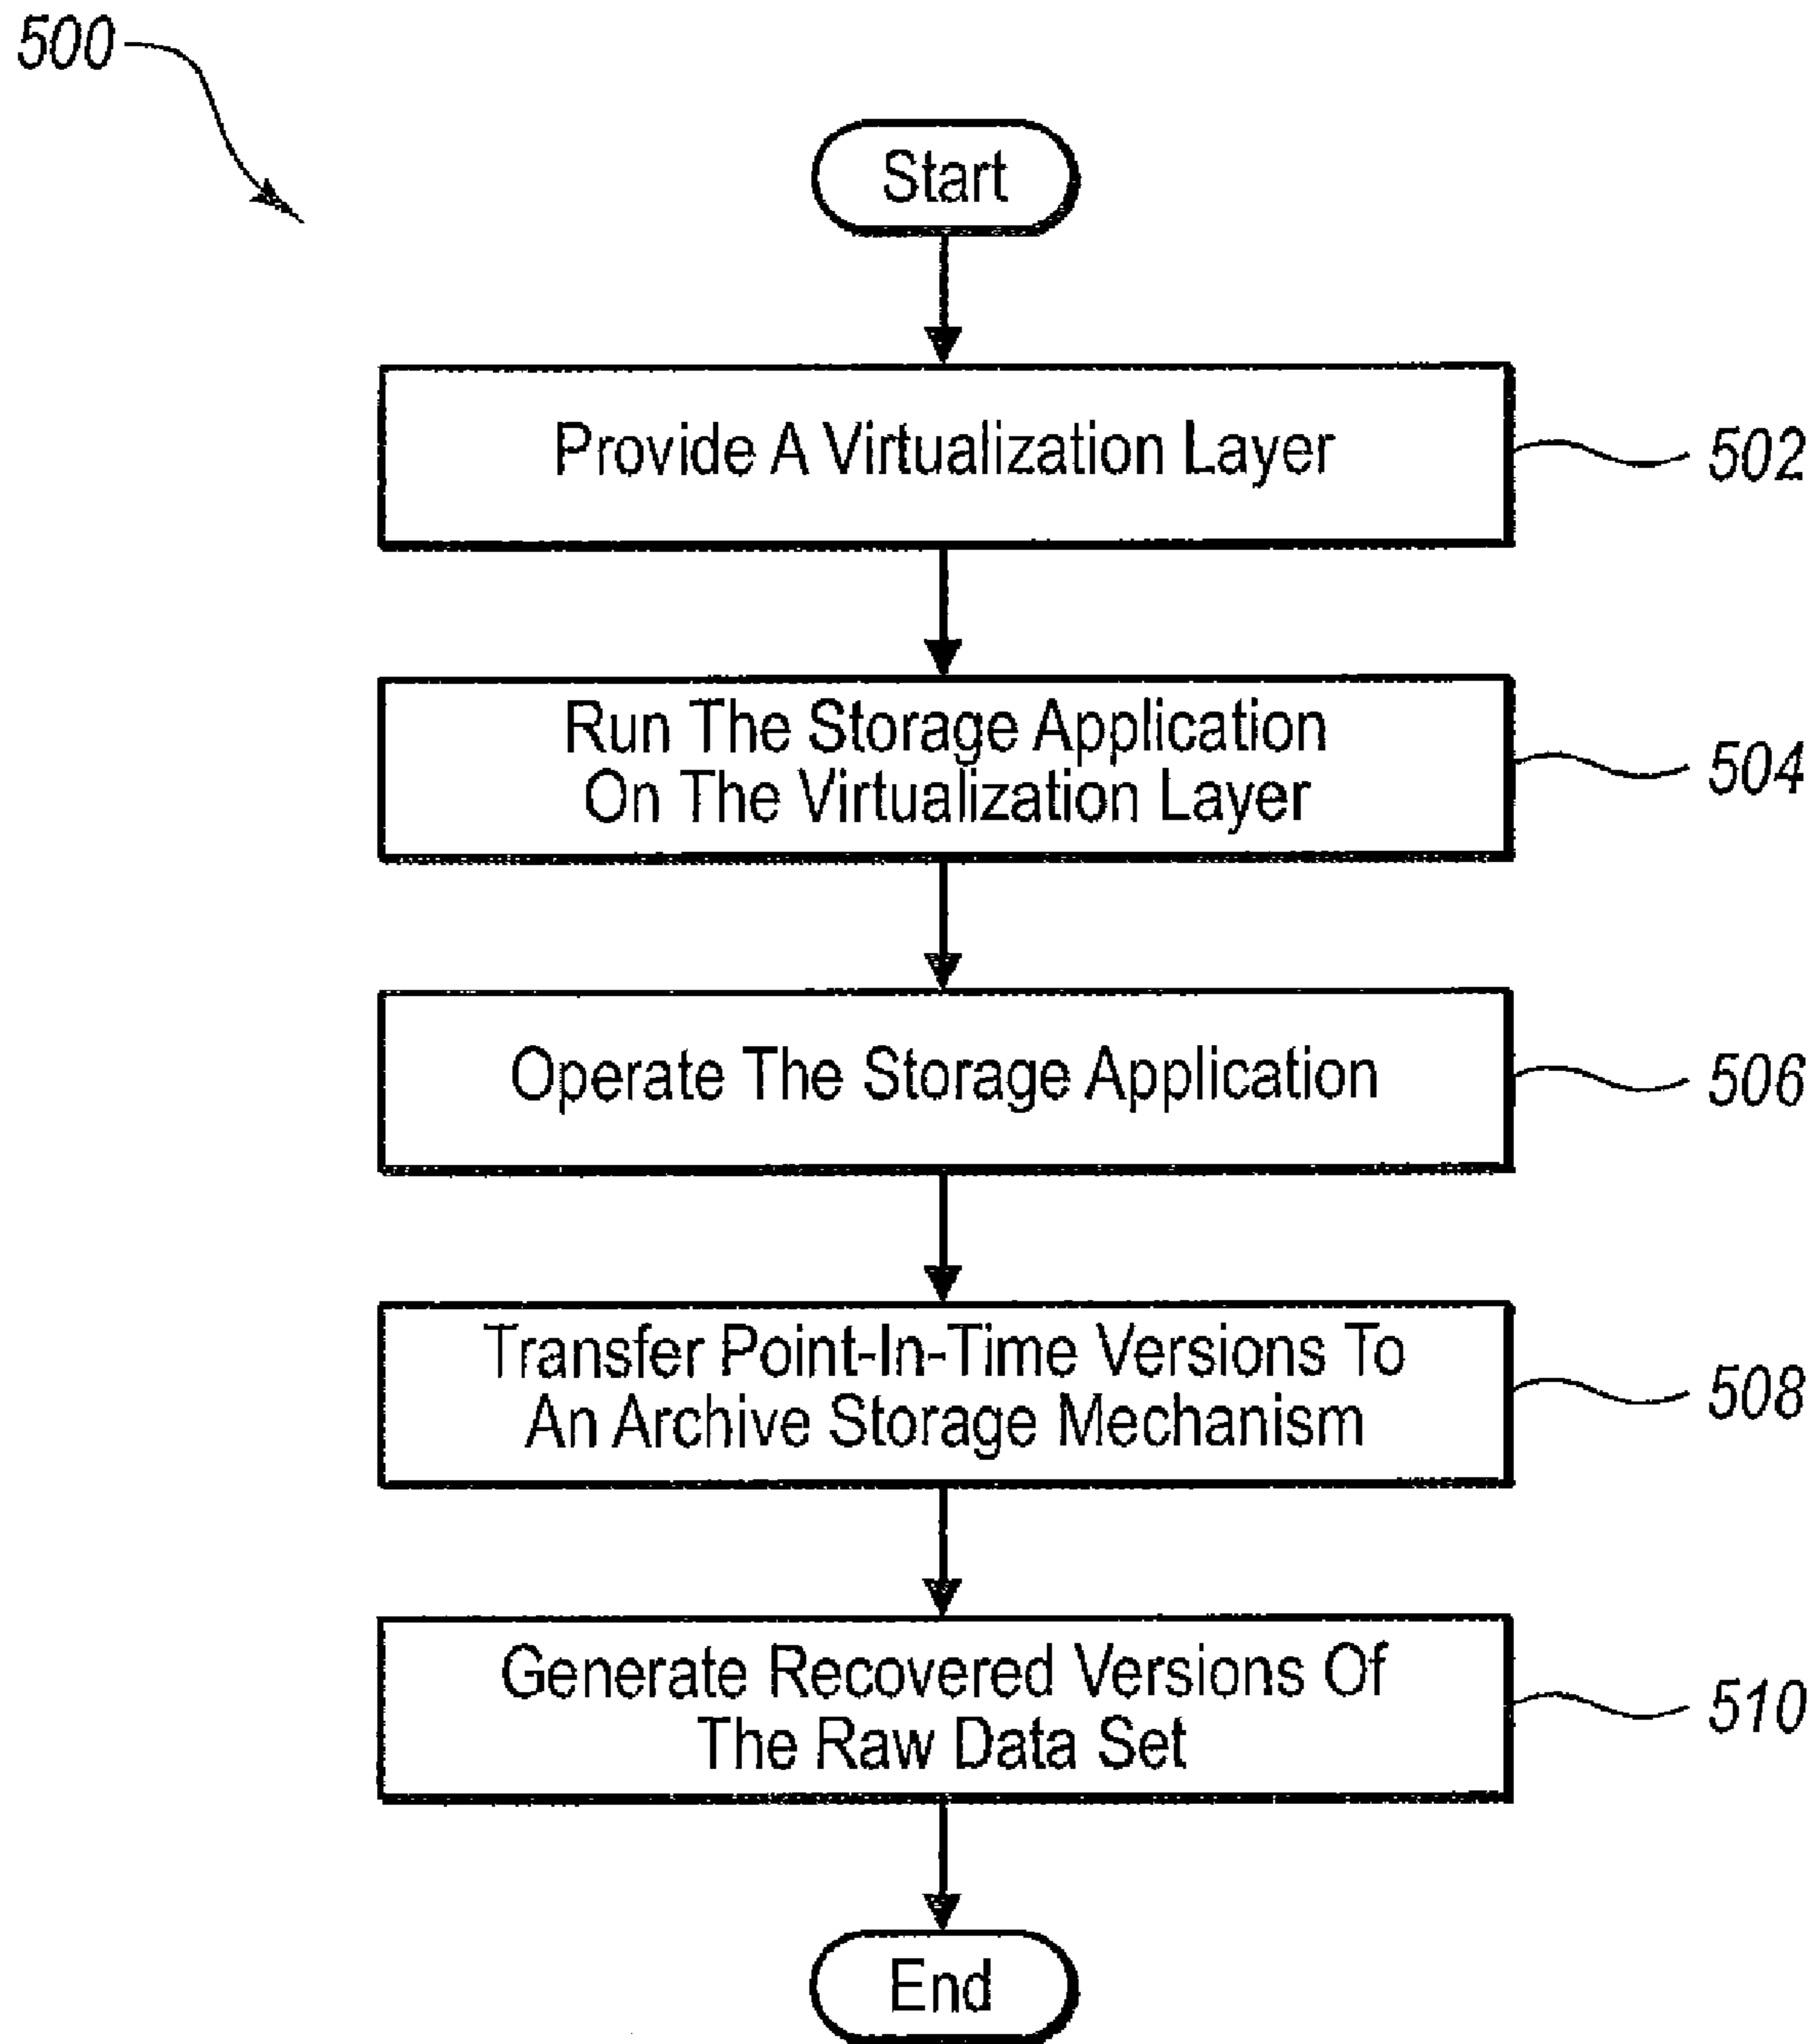 500
Start
Provide A Virtualization Layer
502
Run The Storage Application
On The Virtualization Layer
504
Operate The Storage Application
506
Transfer Point-In-Time Versions To
An Archive Storage Mechanism
508
Generate Recovered Versions Of
The Raw Data Set
510
End